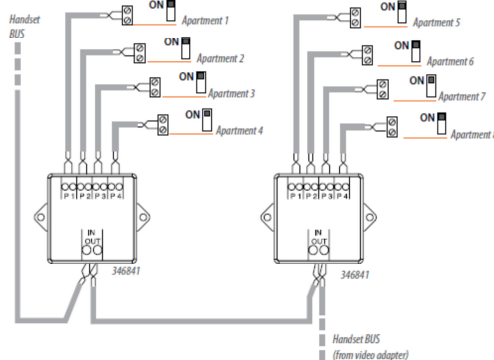 Handset
BUS
ON
Apartment 1
ON
Apartment 2
ON
Apartment 3
ON
Apartment 4
ON
Apartment 5
ON
Apartment 6
ON
Apartment 7
ON
Apartment
P1 P2 P3 P4
IN
OUT
346841
P1 P2 P3 P4
IN
OUT
346841
Handset BUS
(from video adapter)